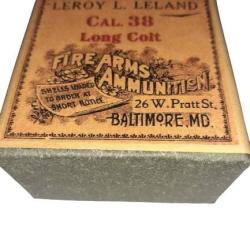 LEROY L. LELAND
CAL. 38
Long Colt
FIRE ARMS
AMMUNITION
SHELLS LOADED
TO ORDER AT
SHORT NOTICE
26 W. Pratt St.
BALTIMORE, MD.